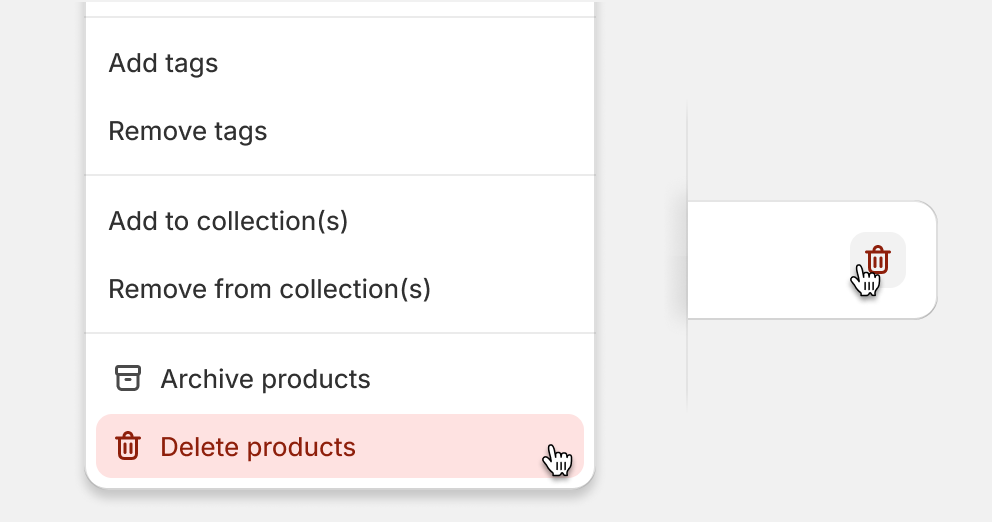 Add tags
Remove tags
Add to collection(s)
Remove from collection(s)
Archive products
Delete products